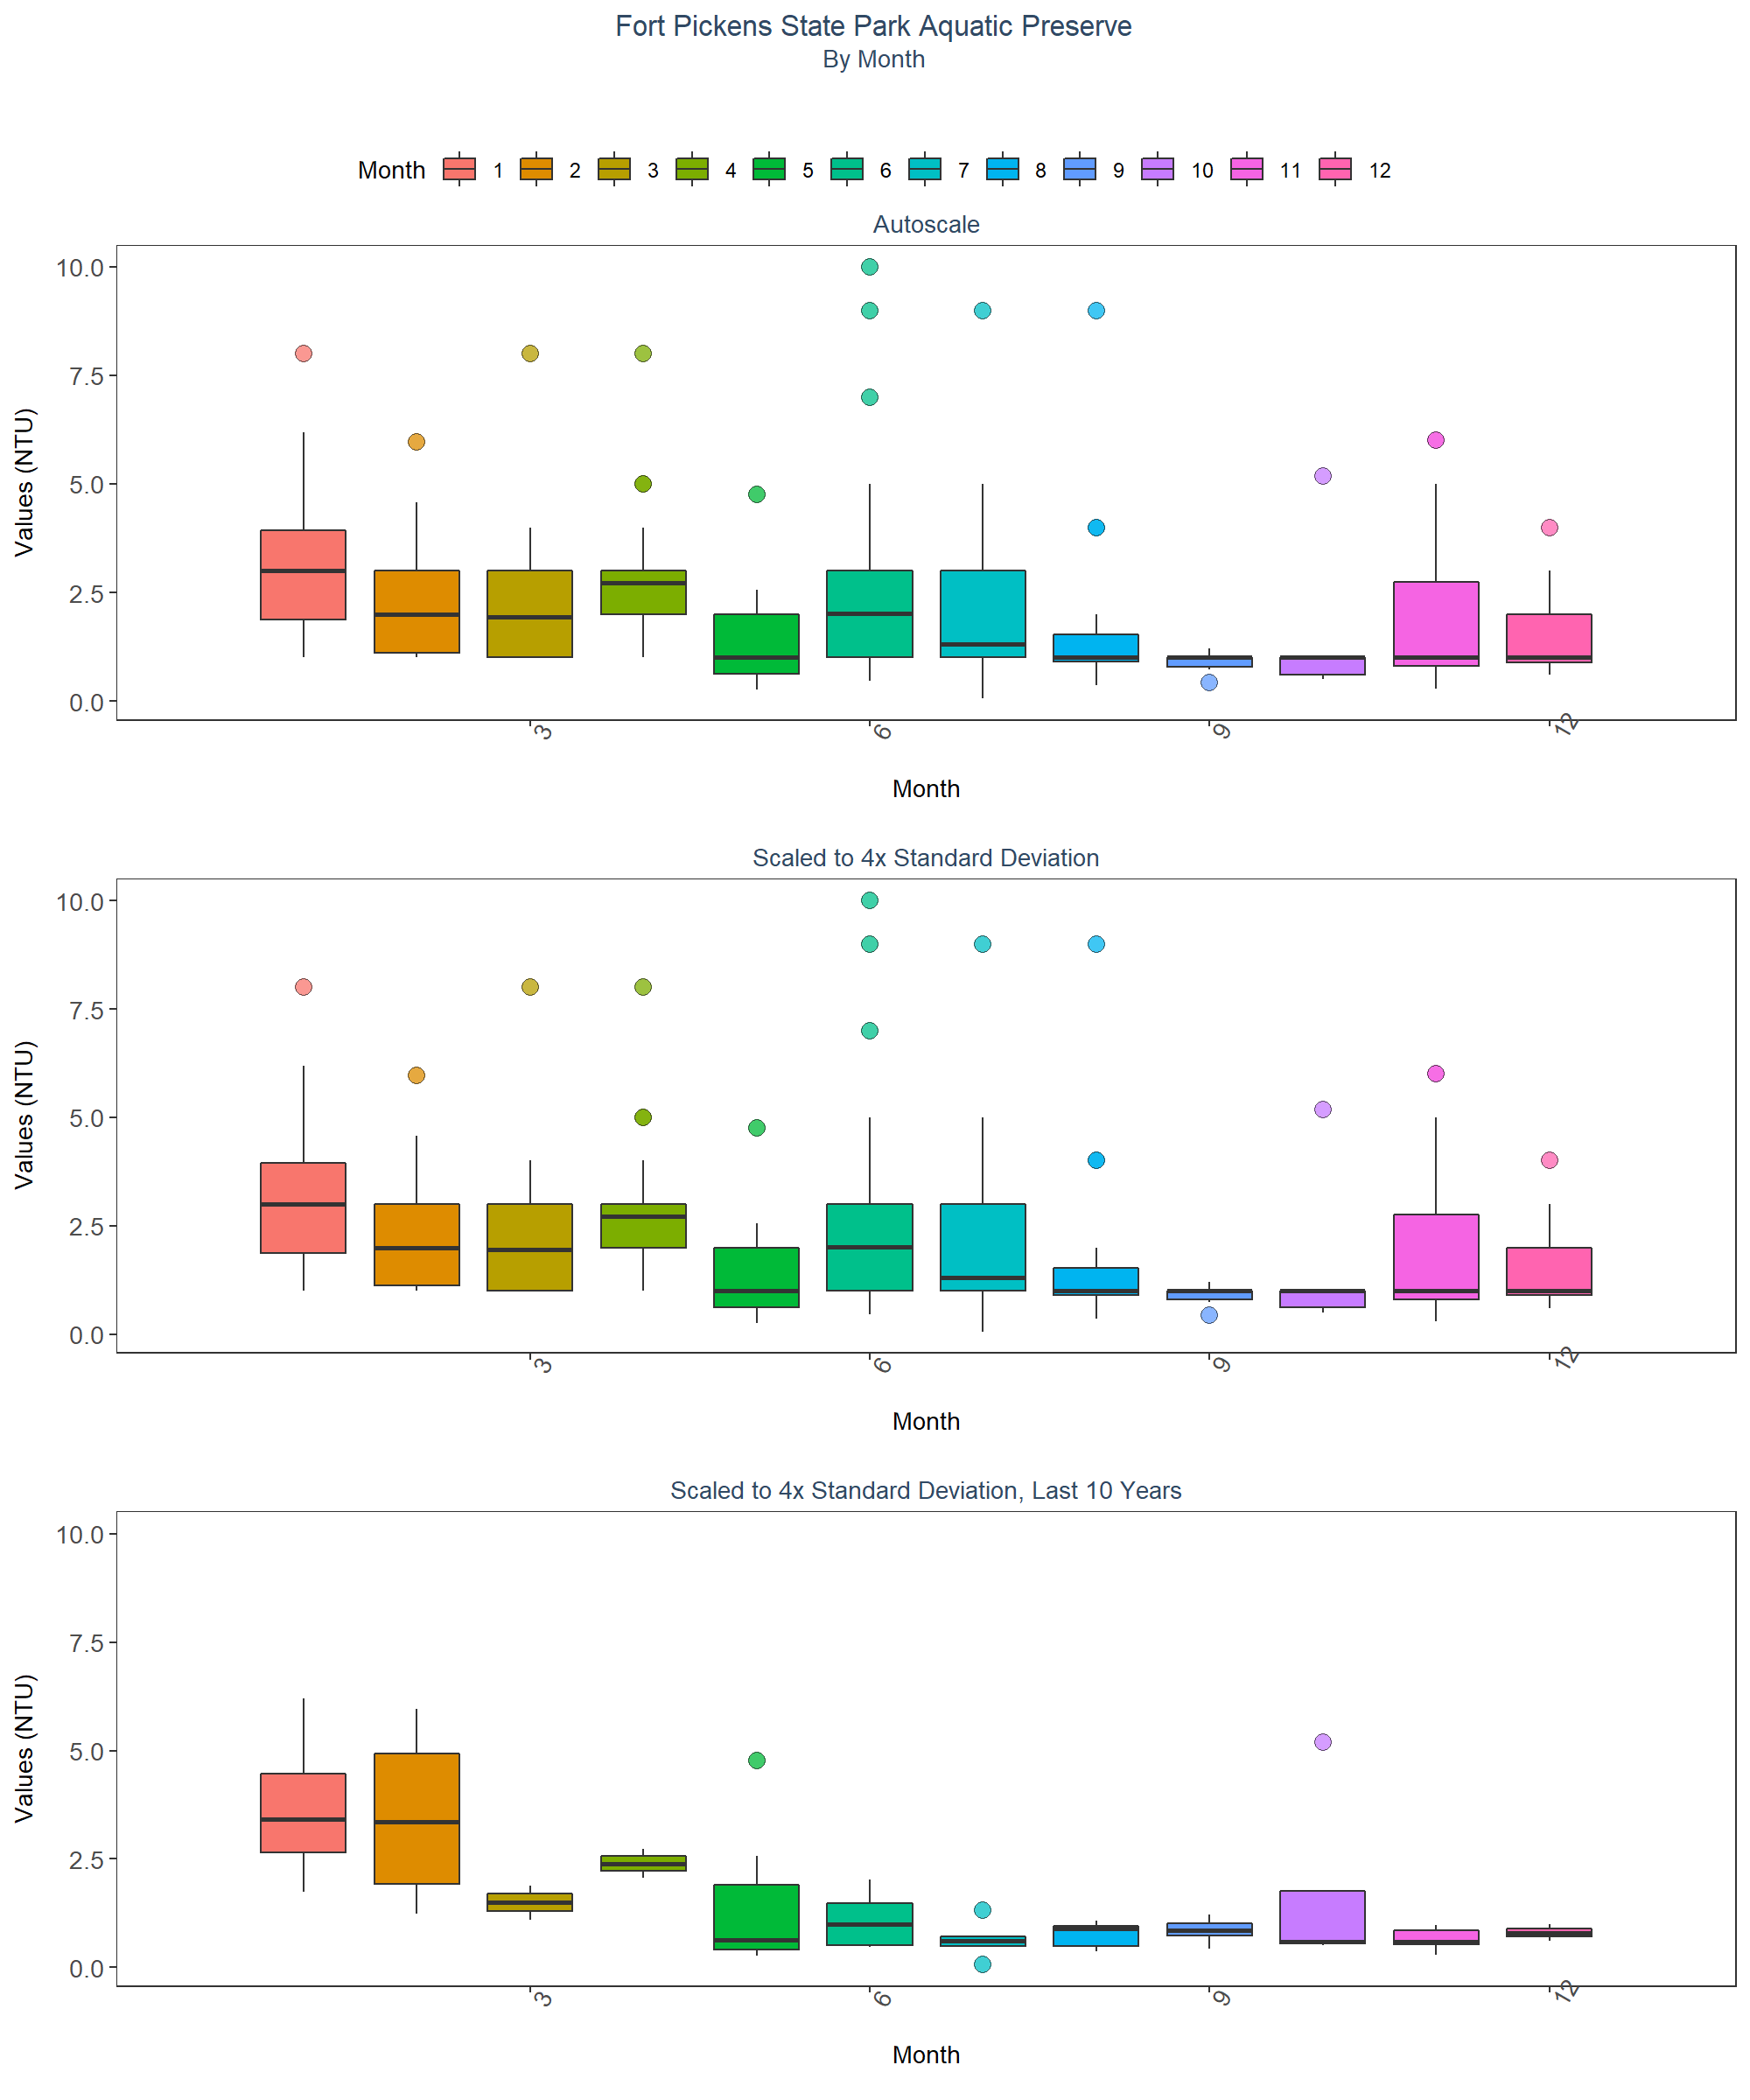 Fort Pickens State Park Aquatic Preserve
By Month
Month 1 2 3 4 5 6 7 8 9 10 11 12
Autoscale
Values (NTU)
10.0
7.5
5.0
2.5
0.0
3 6 9 12
Month
Scaled to 4x Standard Deviation
Values (NTU)
10.0
7.5
5.0
2.5
0.0
3 6 9 12
Month
Scaled to 4x Standard Deviation, Last 10 Years
Values (NTU)
10.0
7.5
5.0
2.5
0.0
3 6 9 12
Month